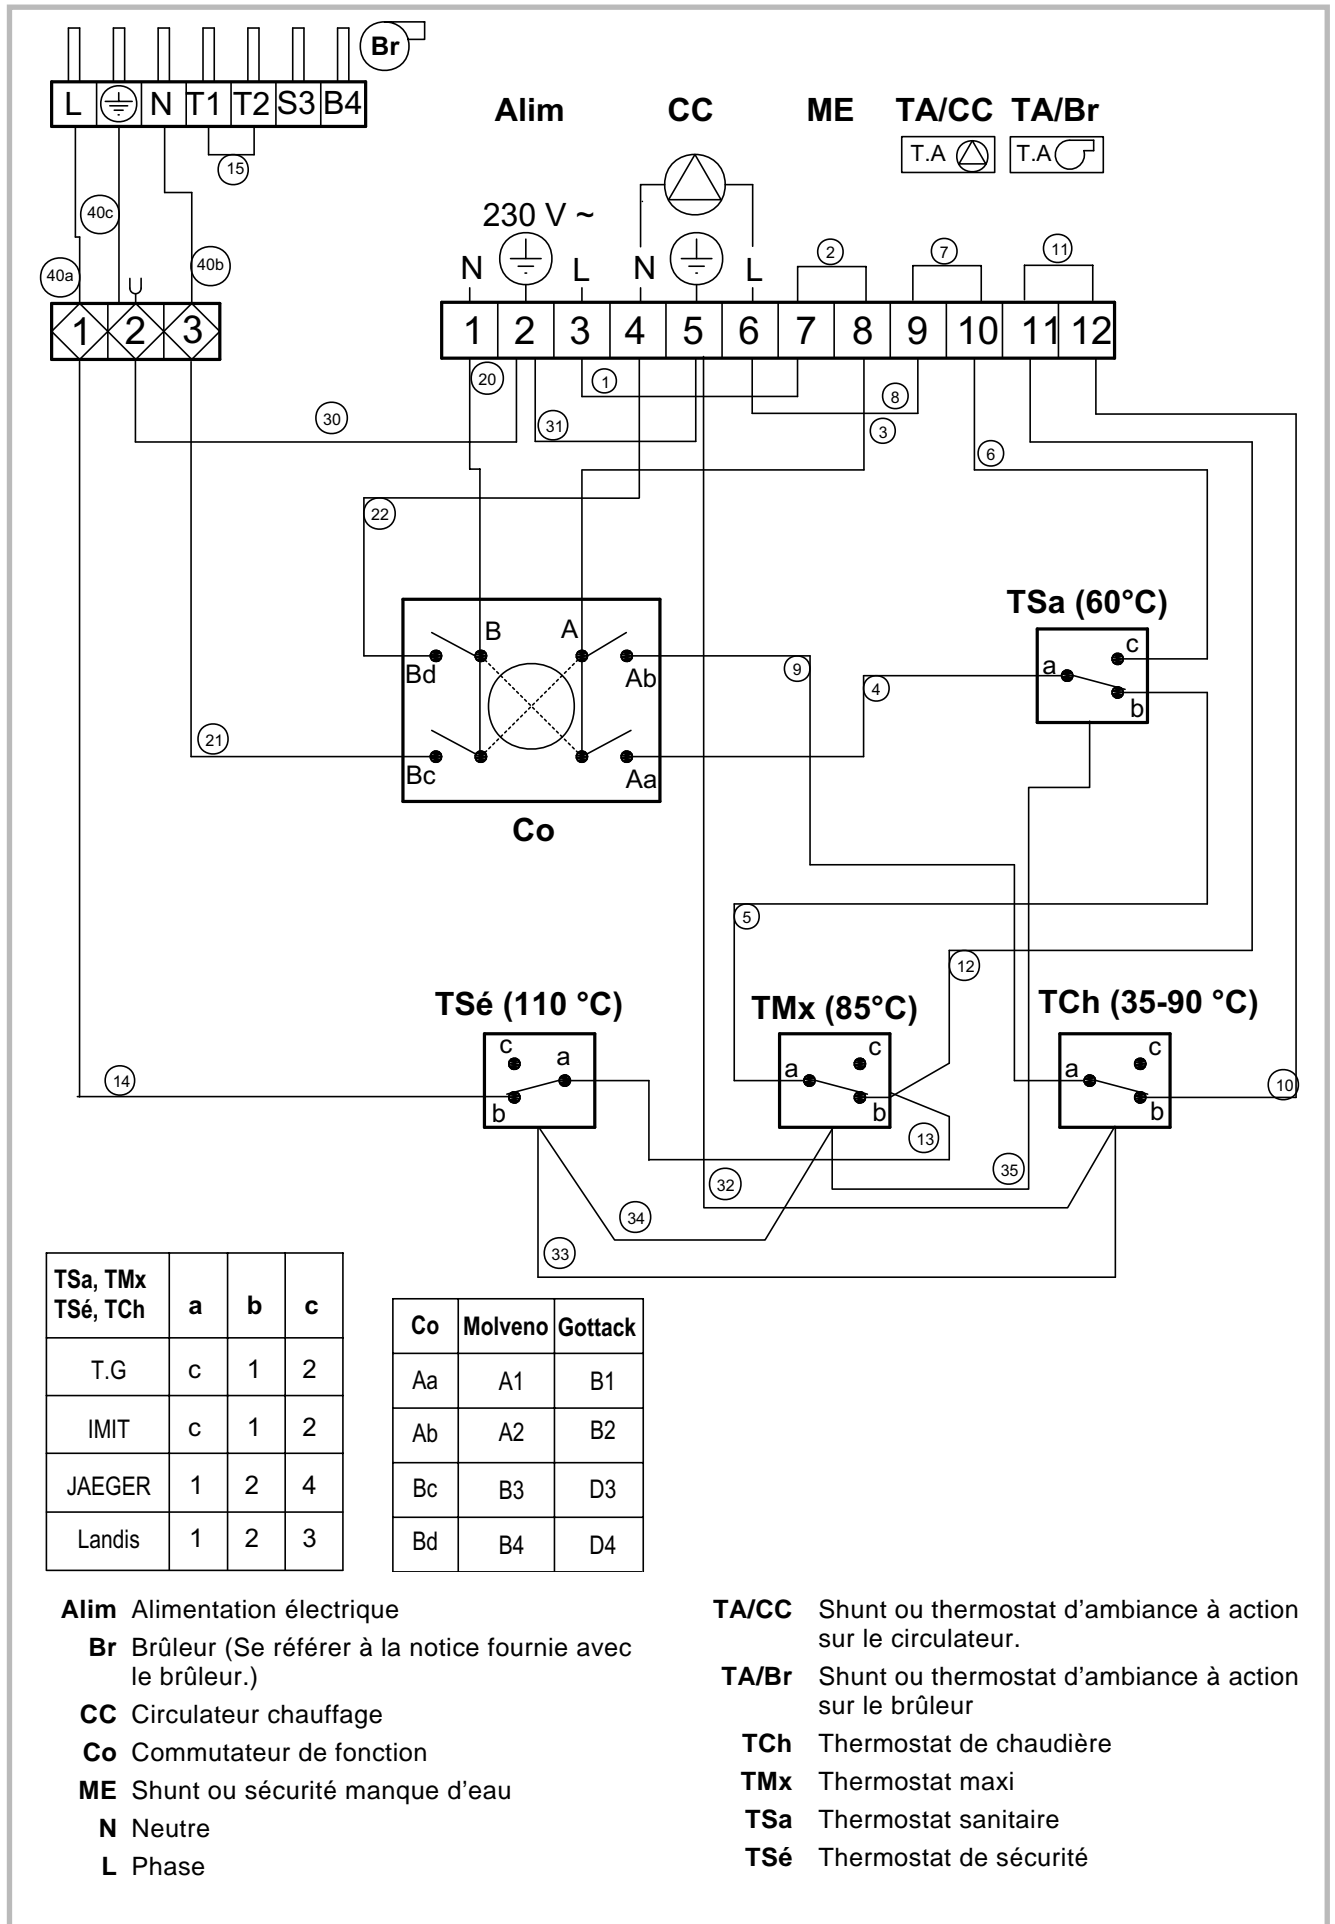 Br
L N T1 T2 S3 B4
15
40c
40a
40b
1 2 3
Alim CC ME TA/CC TA/Br
T.A T.A
230 V ~
N L N L
2 7 11
1 2 3 4 5 6 7 8 9 10 11 12
20 1 8
30 31 3
6
22
TSa (60°C)
B A
Bd Ab
9
a c
4
b
21
Bc Aa
Co
5
12
TSé (110 °C)
TMx (85°C)
TCh (35-90 °C)
c a b
a c b
a c b
14
10
13
35
32
34
33
TSa, TMx
TSé, TCh a b c
T.G c 1 2
IMIT c 1 2
JAEGER 1 2 4
Landis 1 2 3
Co Molveno Gottack
Aa A1 B1
Ab A2 B2
Bc B3 D3
Bd B4 D4
Alim Alimentation électrique
Br Brûleur (Se référer à la notice fournie avec
le brûleur.)
CC Circulateur chauffage
Co Commutateur de fonction
ME Shunt ou sécurité manque d'eau
N Neutre
L Phase
TA/CC Shunt ou thermostat d'ambiance à action
sur le circulateur.
TA/Br Shunt ou thermostat d'ambiance à action
sur le brûleur
TCh Thermostat de chaudière
TMx Thermostat maxi
TSa Thermostat sanitaire
TSé Thermostat de sécurité